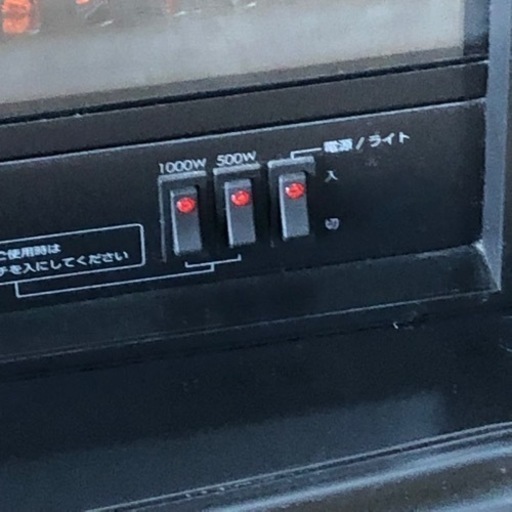 電源/ライト
1000W 500W
入
切
使用時は
チを入にしてください